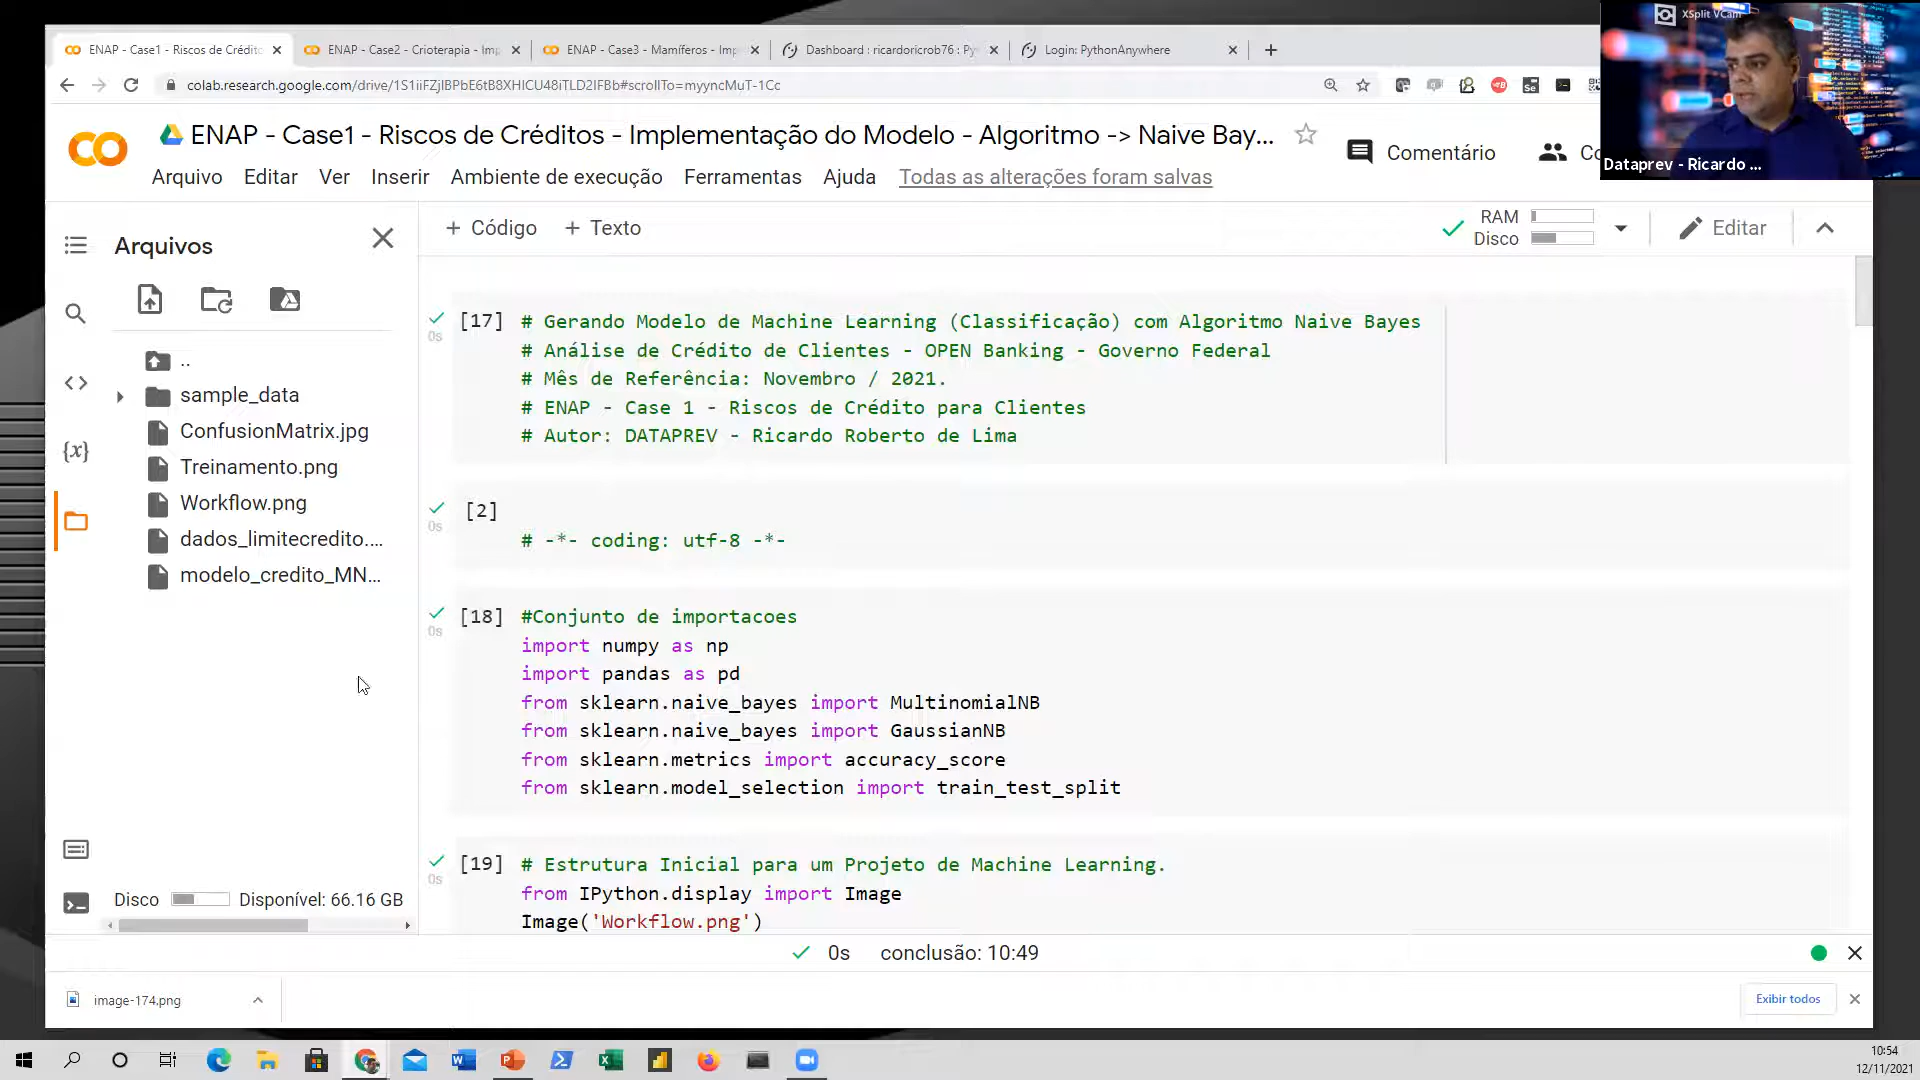 ENAP - Case1 - Riscos de Crédito
ENAP - Case2 - Crioterapia - Imp
ENAP - Case3 - Mamíferos - Imp
Dashboard : ricardoricrob76 : Py
Login: PythonAnywhere
colab.research.google.com/drive/1S1iiFZjIBPbE6tB8XHICU48iTLD2IFBb#scrollTo=myyncMuT-1Cc
XSplit VCam
Dataprev - Ricardo ...
ENAP - Case1 - Riscos de Créditos - Implementação do Modelo - Algoritmo -> Naive Bay...
Comentário
Co
Arquivo Editar Ver Inserir Ambiente de execução Ferramentas Ajuda Todas as alterações foram salvas
Arquivos
+ Código + Texto
RAM
Disco
Editar
..
sample_data
ConfusionMatrix.jpg
Treinamento.png
Workflow.png
dados_limitecredito....
modelo_credito_MN...
Disco Disponível: 66.16 GB
0s
[17] # Gerando Modelo de Machine Learning (Classificação) com Algoritmo Naive Bayes
# Análise de Crédito de Clientes - OPEN Banking - Governo Federal
# Mês de Referência: Novembro / 2021.
# ENAP - Case 1 - Riscos de Crédito para Clientes
# Autor: DATAPREV - Ricardo Roberto de Lima
0s
[2]
# -*- coding: utf-8 -*-
0s
[18] #Conjunto de importacoes
import numpy as np
import pandas as pd
from sklearn.naive_bayes import MultinomialNB
from sklearn.naive_bayes import GaussianNB
from sklearn.metrics import accuracy_score
from sklearn.model_selection import train_test_split
0s
[19] # Estrutura Inicial para um Projeto de Machine Learning.
from IPython.display import Image
Image('Workflow.png')
0s conclusão: 10:49
image-174.png
Exibir todos
10:54
12/11/2021